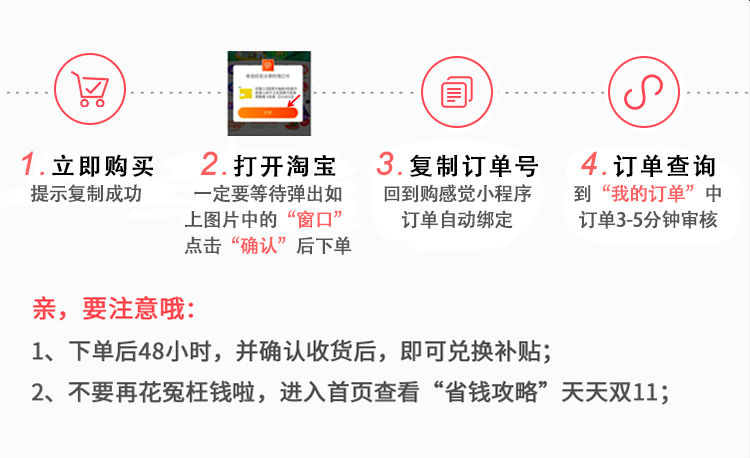 1.立即购买
提示复制成功
2.打开淘宝
一定要等待弹出如
上图片中的“窗口”
点击“确认”后下单
3.复制订单号
回到购感觉小程序
订单自动绑定
4.订单查询
到“我的订单”中
订单3-5分钟审核
亲，要注意哦：
1、下单后48小时，并确认收货后，即可兑换补贴；
2、不要再花冤枉钱啦，进入首页查看“省钱攻略”天天双11；